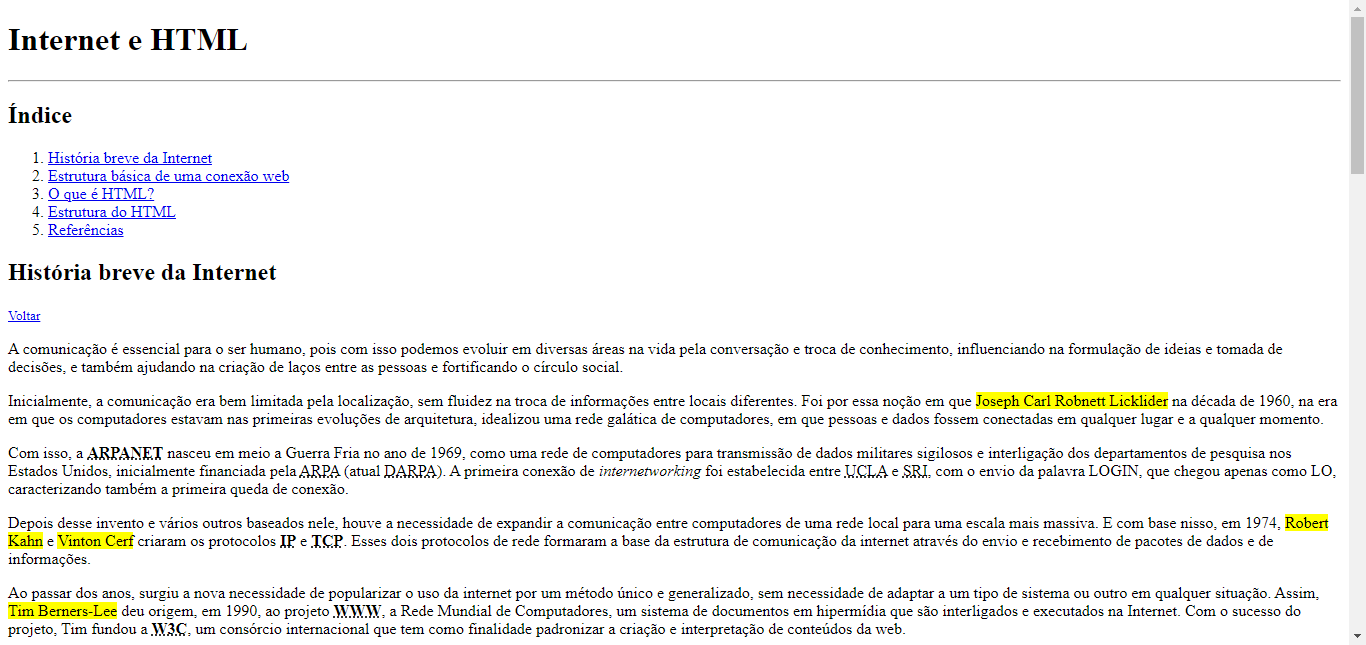 Internet e HTML
Índice
1. História breve da Internet
2. Estrutura básica de uma conexão web
3. O que é HTML?
4. Estrutura do HTML
5. Referências
História breve da Internet
Voltar
A comunicação é essencial para o ser humano, pois com isso podemos evoluir em diversas áreas na vida pela conversação e troca de conhecimento, influenciando na formulação de ideias e tomada de
decisões, e também ajudando na criação de laços entre as pessoas e fortificando o círculo social.
Inicialmente, a comunicação era bem limitada pela localização, sem fluidez na troca de informações entre locais diferentes. Foi por essa noção em que Joseph Carl Robnett Licklider na década de 1960, na era
em que os computadores estavam nas primeiras evoluções de arquitetura, idealizou uma rede galática de computadores, em que pessoas e dados fossem conectadas em qualquer lugar e a qualquer momento.
Com isso, a ARPANET nasceu em meio a Guerra Fria no ano de 1969, como uma rede de computadores para transmissão de dados militares sigilosos e interligação dos departamentos de pesquisa nos
Estados Unidos, inicialmente financiada pela ARPA (atual DARPA). A primeira conexão de internetworking foi estabelecida entre UCLA e SRI, com o envio da palavra LOGIN, que chegou apenas como LO,
caracterizando também a primeira queda de conexão.
Depois desse invento e vários outros baseados nele, houve a necessidade de expandir a comunicação entre computadores de uma rede local para uma escala mais massiva. E com base nisso, em 1974, Robert
Kahn e Vinton Cerf criaram os protocolos IP e TCP. Esses dois protocolos de rede formaram a base da estrutura de comunicação da internet através do envio e recebimento de pacotes de dados e de
informações.
Ao passar dos anos, surgiu a nova necessidade de popularizar o uso da internet por um método único e generalizado, sem necessidade de adaptar a um tipo de sistema ou outro em qualquer situação. Assim,
Tim Berners-Lee deu origem, em 1990, ao projeto WWW, a Rede Mundial de Computadores, um sistema de documentos em hipermídia que são interligados e executados na Internet. Com o sucesso do
projeto, Tim fundou a W3C, um consórcio internacional que tem como finalidade padronizar a criação e interpretação de conteúdos da web.